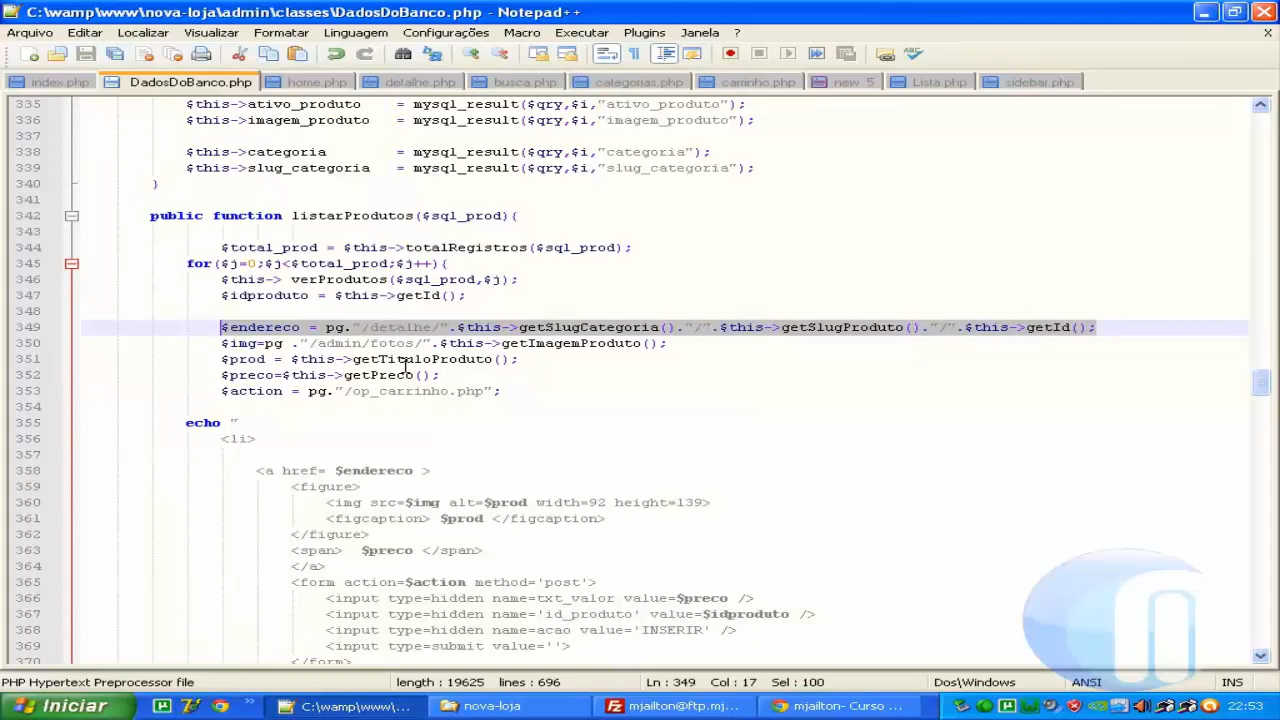 C:\wamp\www\nova-loja\admin\classes\DadosDoBanco.php - Notepad++
Arquivo Editar Localizar Visualizar Formatar Linguagem Configurações Macro Executar Plugins Janela ? X
index.php DadosDoBanco.php home.php detalhe.php busca.php categorias.php carrinho.php new 5 Lista.php sidebar.php
335 $this->ativo_produto = mysql_result($qry,$i,"ativo_produto");
336 $this->imagem_produto = mysql_result($qry,$i,"imagem_produto");
337
338 $this->categoria = mysql_result($qry,$i,"categoria");
339 $this->slug_categoria = mysql_result($qry,$i,"slug_categoria");
340 }
341
342 public function listarProdutos($sql_prod){
343
344 $total_prod = $this->totalRegistros($sql_prod);
345 for($j=0;$j<$total_prod;$j++){
346 $this-> verProdutos($sql_prod,$j);
347 $idproduto = $this->getId();
348
349 $endereco = pg."/detalhe/".$this->getSlugCategoria()."/".$this->getSlugProduto()."/".$this->getId();
350 $img=pg ."/admin/fotos/".$this->getImagemProduto();
351 $prod = $this->getTituloProduto();
352 $preco=$this->getPreco();
353 $action = pg."/op_carrinho.php";
354
355 echo "
356 <li>
357
358 <a href= $endereco >
359 <figure>
360 <img src=$img alt=$prod width=92 height=139>
361 <figcaption> $prod </figcaption>
362 </figure>
363 <span> $preco </span>
364 </a>
365 <form action=$action method='post'>
366 <input type=hidden name=txt_valor value=$preco />
367 <input type=hidden name='id_produto' value=$idproduto />
368 <input type=hidden name=acao value='INSERIR' />
369 <input type=submit value=''>
370 </form>
PHP Hypertext Preprocessor file length : 19625 lines : 696 Ln : 349 Col : 17 Sel : 100 Dos\Windows ANSI INS
Iniciar C:\wamp\www\... nova-loja mjailton@ftp.mj... mjailton- Curso ... 22:53